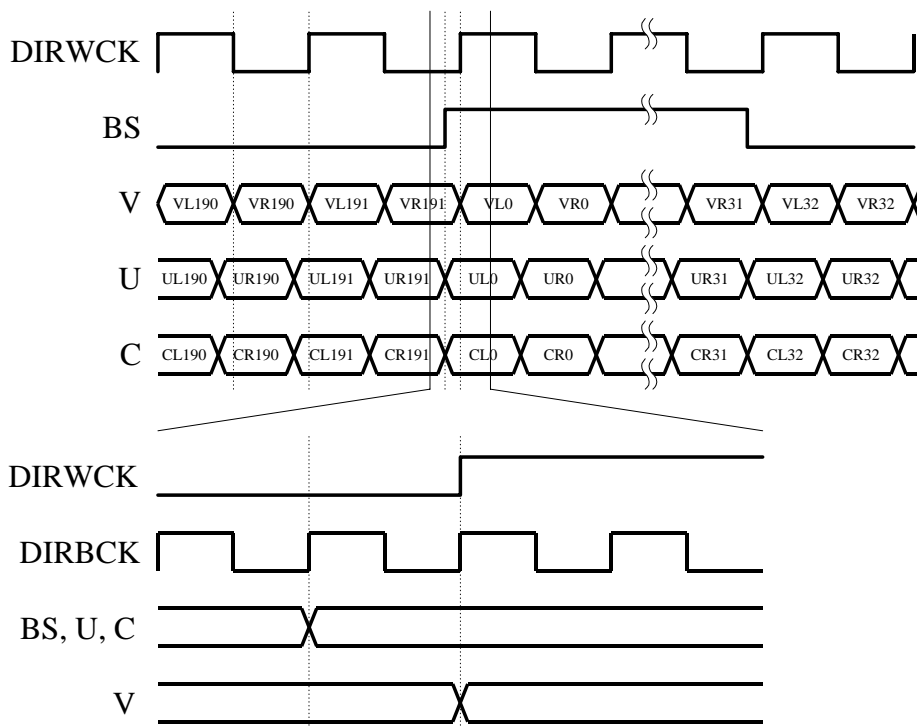 DIRWCK
BS
V VL190 VR190 VL191 VR191 VL0 VR0 VR31 VL32 VR32
U UL190 UR190 UL191 UR191 UL0 UR0 UR31 UL32 UR32
C CL190 CR190 CL191 CR191 CL0 CR0 CR31 CL32 CR32
DIRWCK
DIRBCK
BS, U, C
V